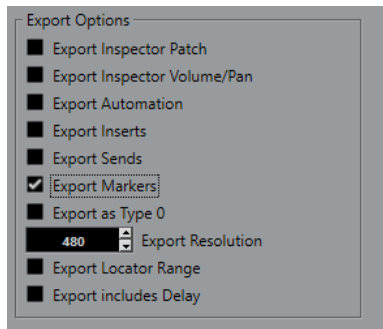 Export Options
Export Inspector Patch
Export Inspector Volume/Pan
Export Automation
Export Inserts
Export Sends
Export Markers
Export as Type 0
480 Export Resolution
Export Locator Range
Export includes Delay